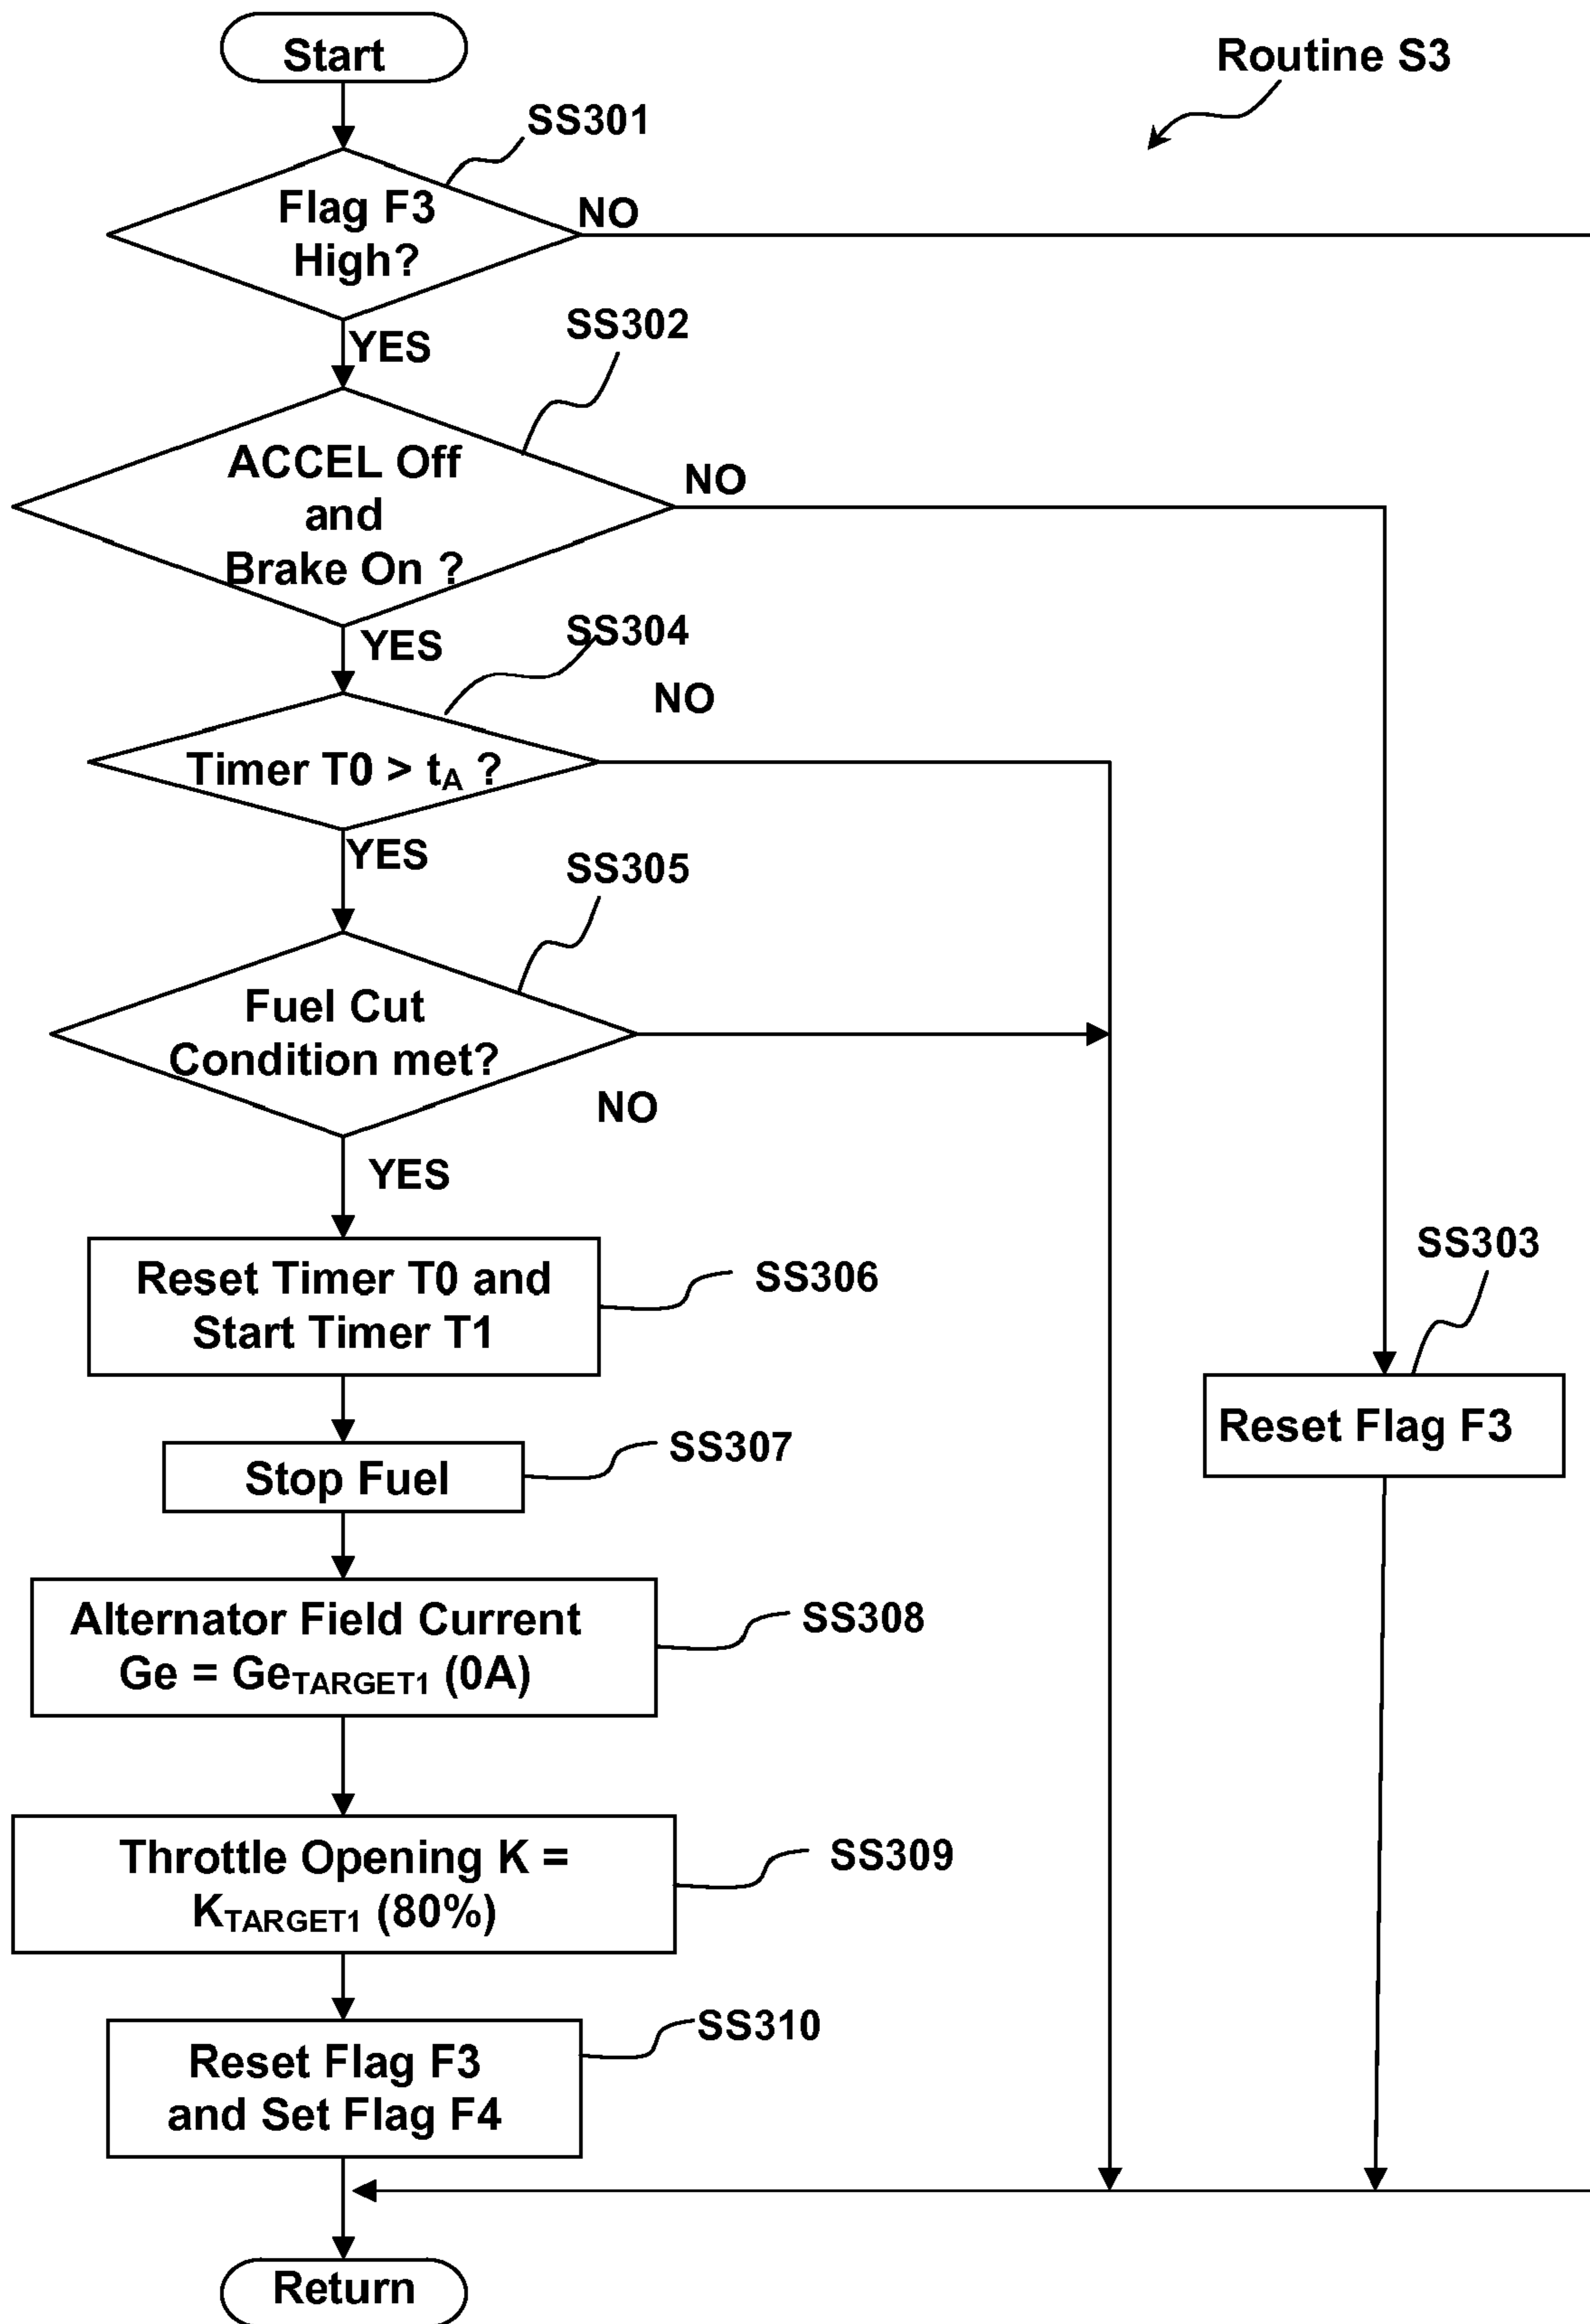 Start
Routine S3
SS301
Flag F3
High?
NO
YES
SS302
ACCEL Off
and
Brake On ?
NO
YES
SS304
NO
Timer T0 > tA ?
YES
SS305
Fuel Cut
Condition met?
NO
YES
Reset Timer T0 and
Start Timer T1
SS306
SS303
Reset Flag F3
Stop Fuel
SS307
Alternator Field Current
Ge = GeTARGET1 (0A)
SS308
Throttle Opening K =
KTARGET1 (80%)
SS309
Reset Flag F3
and Set Flag F4
SS310
Return